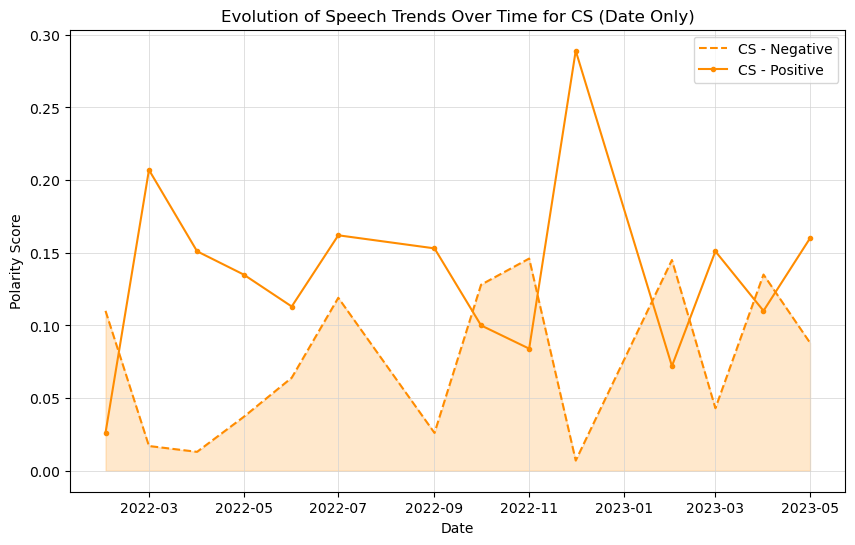 Evolution of Speech Trends Over Time for CS (Date Only)
CS - Negative
CS - Positive
Polarity Score
0.30
0.25
0.20
0.15
0.10
0.05
0.00
2022-03 2022-05 2022-07 2022-09 2022-11 2023-01 2023-03 2023-05
Date